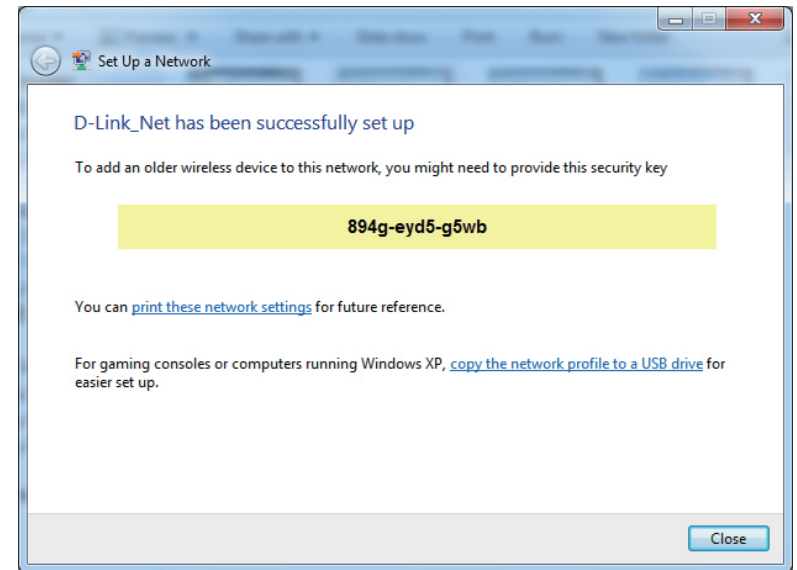 Set Up a Network
D-Link_Net has been successfully set up
To add an older wireless device to this network, you might need to provide this security key
894g-eyd5-g5wb
You can print these network settings for future reference.
For gaming consoles or computers running Windows XP, copy the network profile to a USB drive for
easier set up.
Close